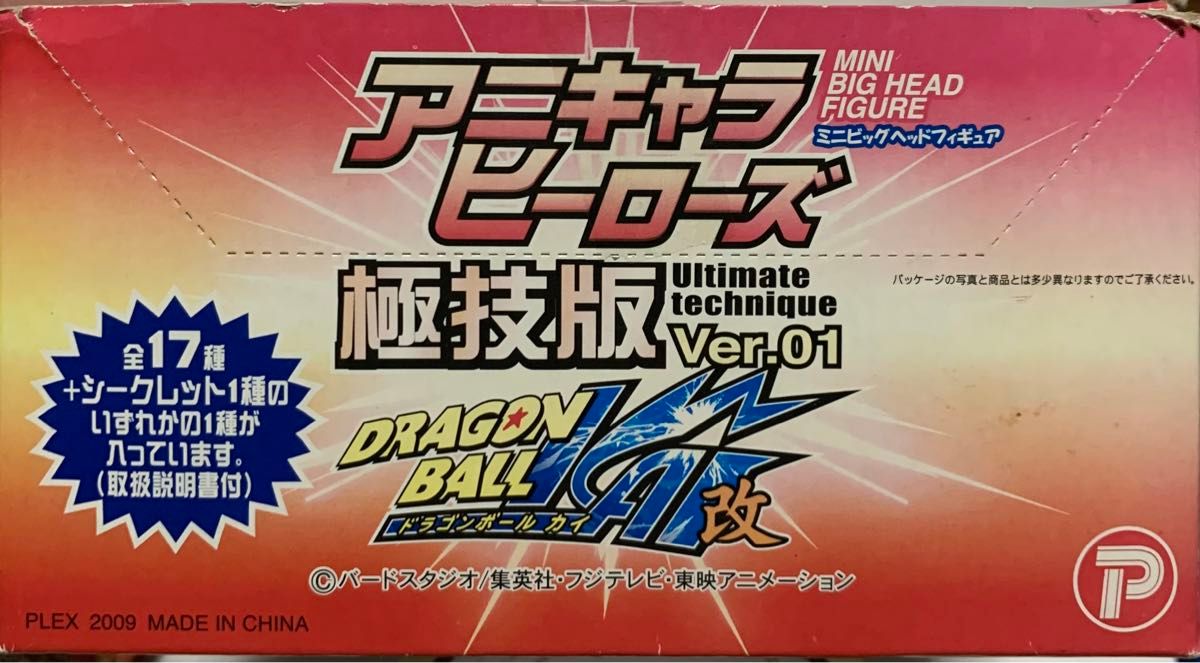 アニキャラ
ヒーローズ
MINI
BIG HEAD
FIGURE
ミニビッグヘッドフィギュア
極技版
Ultimate
technique
Ver.01
パッケージの写真と商品とは多少異なりますのでご了承ください。
全17種
+シークレット1種の
いずれかの1種が
入っています。
(取扱説明書付)
DRAGON
BALL KAI 改
ドラゴンボール カイ
©バードスタジオ/集英社・フジテレビ・東映アニメーション
PLEX 2009 MADE IN CHINA
P